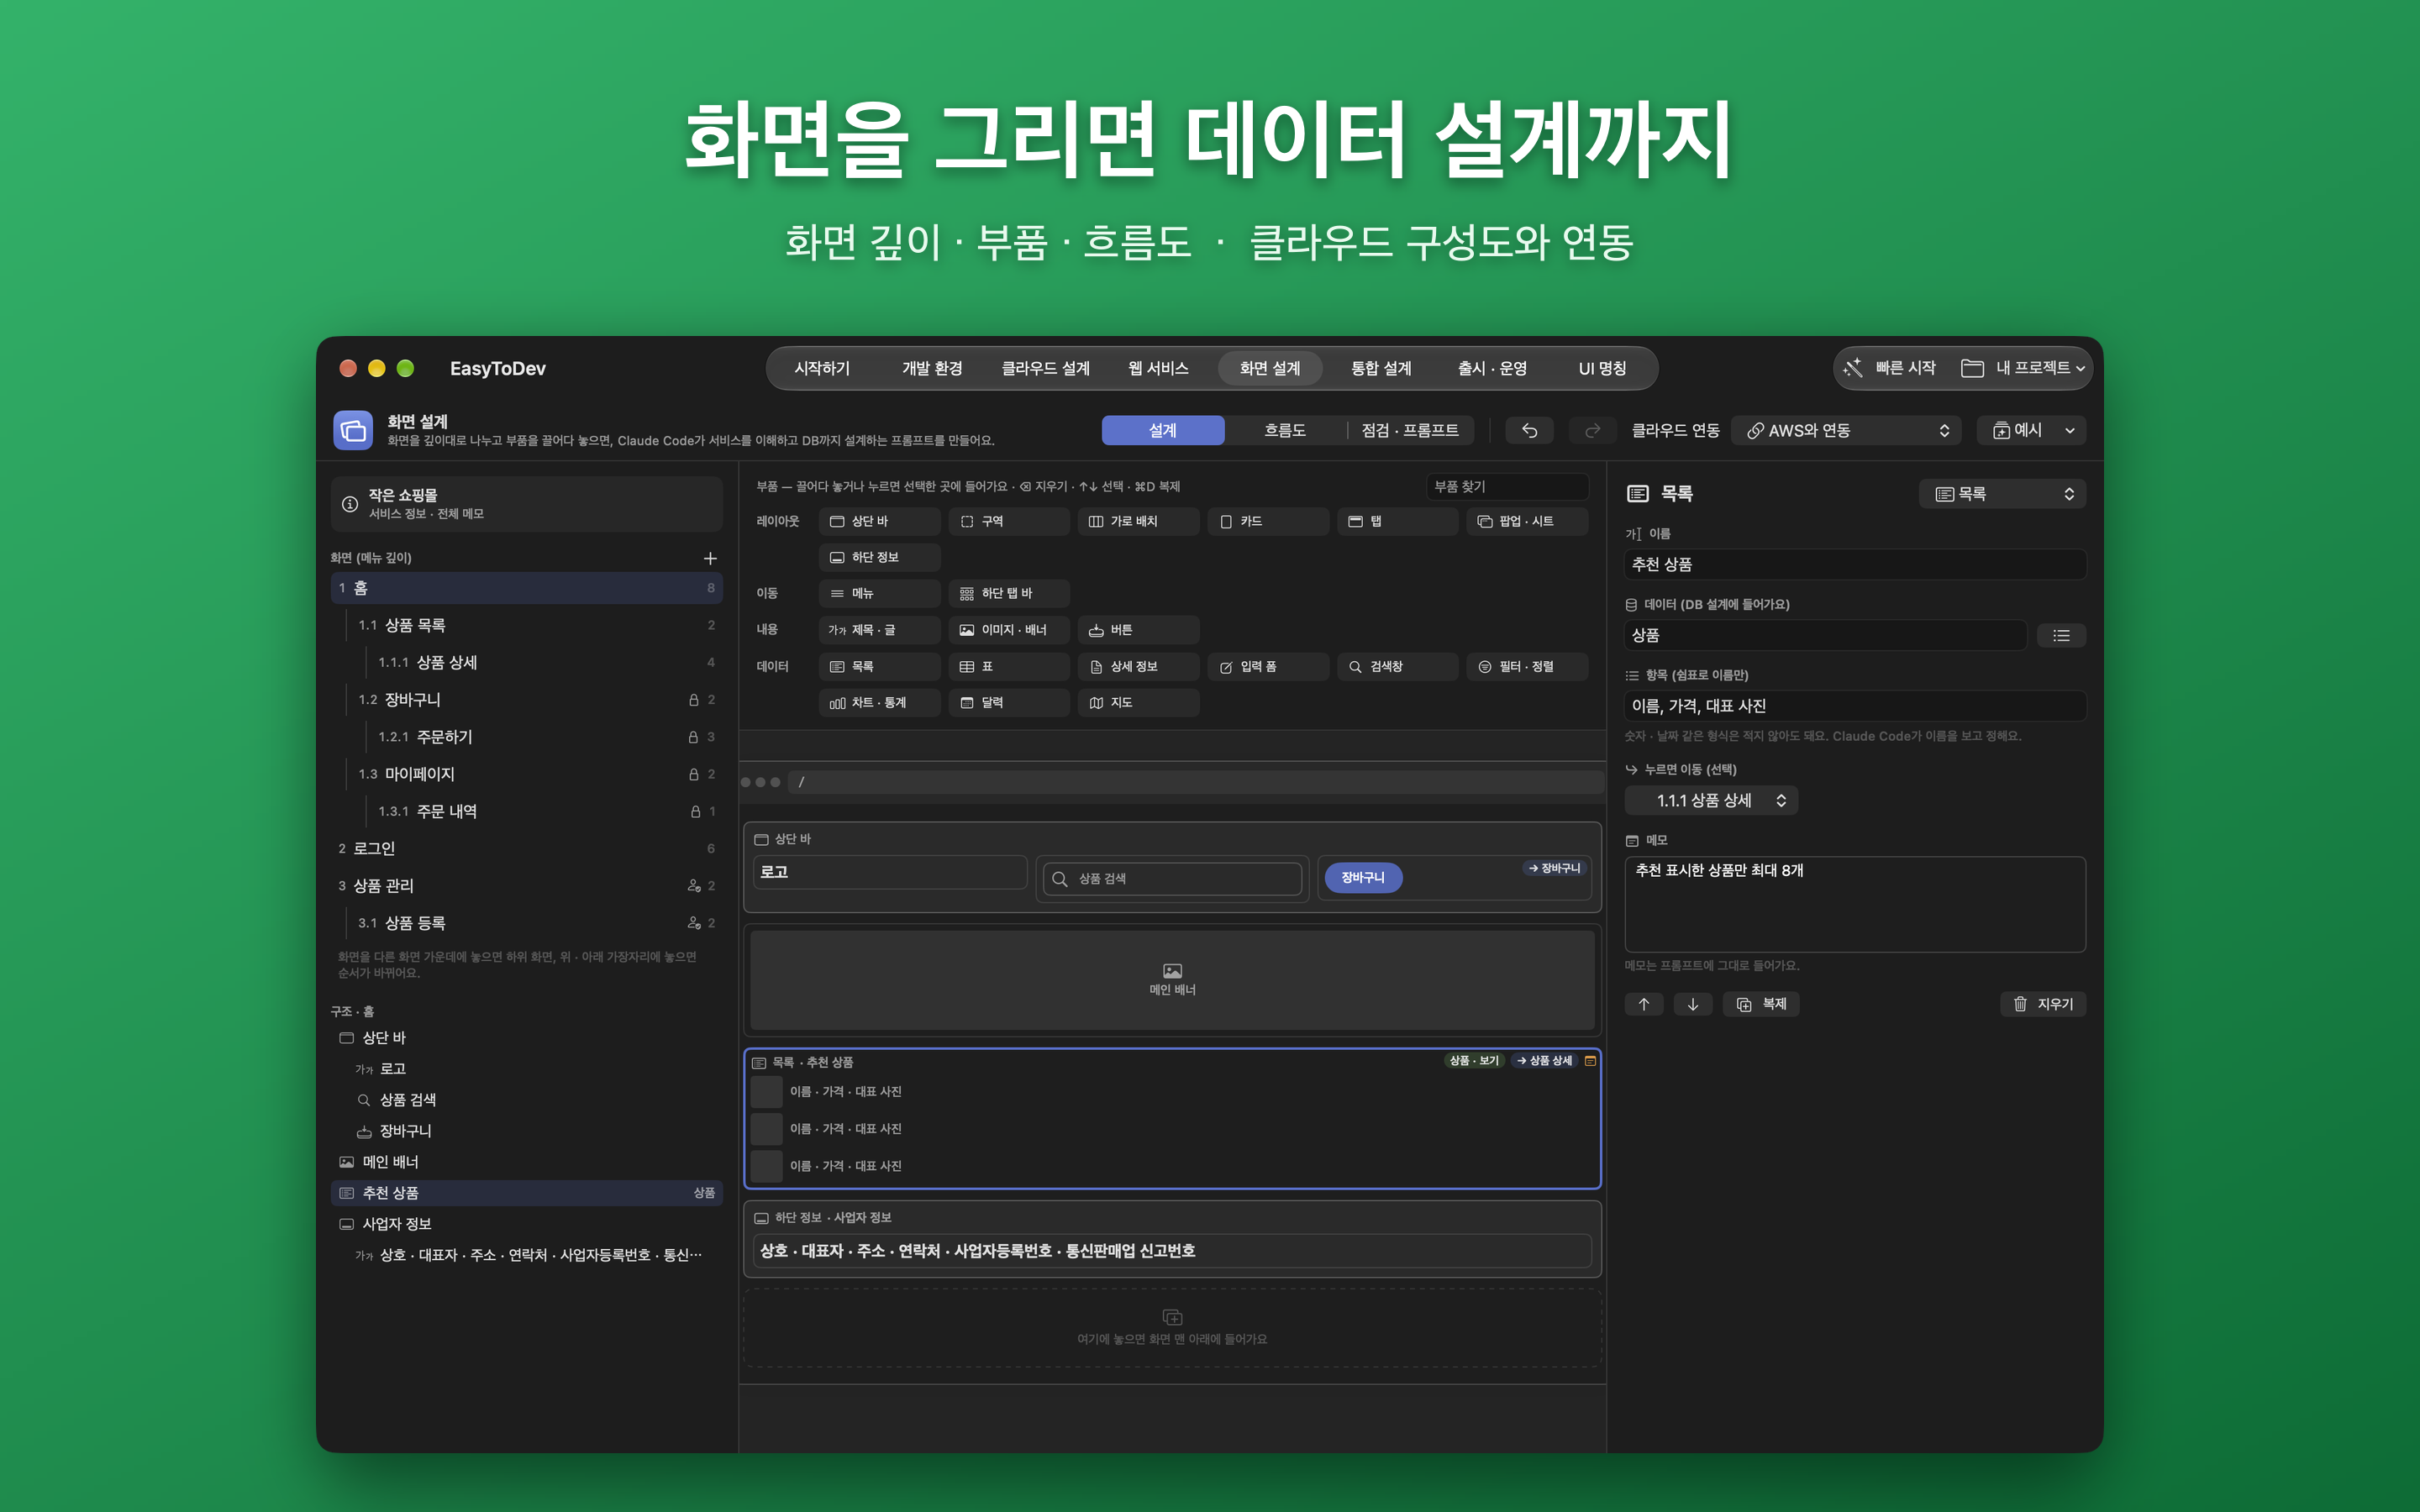 화면을 그리면 데이터 설계까지
화면 깊이 · 부품 · 흐름도 · 클라우드 구성도와 연동
EasyToDev
시작하기 개발 환경 클라우드 설계 웹 서비스 화면 설계 통합 설계 출시 · 운영 UI 명칭
빠른 시작 내 프로젝트
화면 설계
화면을 깊이대로 나누고 부품을 끌어다 놓으면, Claude Code가 서비스를 이해하고 DB까지 설계하는 프롬프트를 만들어요.
설계 흐름도 점검 · 프롬프트
클라우드 연동 AWS와 연동 예시
작은 쇼핑몰
서비스 정보 · 전체 메모
화면 (메뉴 깊이)
1 홈 8
1.1 상품 목록 2
1.1.1 상품 상세 4
1.2 장바구니 2
1.2.1 주문하기 3
1.3 마이페이지 2
1.3.1 주문 내역 1
2 로그인 6
3 상품 관리 2
3.1 상품 등록 2
화면을 다른 화면 가운데에 놓으면 하위 화면, 위 · 아래 가장자리에 놓으면
순서가 바뀌어요.
구조 · 홈
상단 바
가가 로고
상품 검색
장바구니
메인 배너
추천 상품 상품
사업자 정보
가가 상호 · 대표자 · 주소 · 연락처 · 사업자등록번호 · 통신…
부품 — 끌어다 놓거나 누르면 선택한 곳에 들어가요 · ⌫ 지우기 · ↑↓ 선택 · ⌘D 복제
부품 찾기
레이아웃 상단 바 구역 가로 배치 카드 탭 팝업 · 시트
하단 정보
이동 메뉴 하단 탭 바
내용 가가 제목 · 글 이미지 · 배너 버튼
데이터 목록 표 상세 정보 입력 폼 검색창 필터 · 정렬
차트 · 통계 달력 지도
/
상단 바
로고 상품 검색 장바구니 → 장바구니
메인 배너
목록 · 추천 상품 상품 · 보기 → 상품 상세
이름 · 가격 · 대표 사진
이름 · 가격 · 대표 사진
이름 · 가격 · 대표 사진
하단 정보 · 사업자 정보
상호 · 대표자 · 주소 · 연락처 · 사업자등록번호 · 통신판매업 신고번호
여기에 놓으면 화면 맨 아래에 들어가요
목록 목록
가 이름
추천 상품
데이터 (DB 설계에 들어가요)
상품
항목 (쉼표로 이름만)
이름, 가격, 대표 사진
숫자 · 날짜 같은 형식은 적지 않아도 돼요. Claude Code가 이름을 보고 정해요.
누르면 이동 (선택)
1.1.1 상품 상세
메모
추천 표시한 상품만 최대 8개
메모는 프롬프트에 그대로 들어가요.
복제 지우기